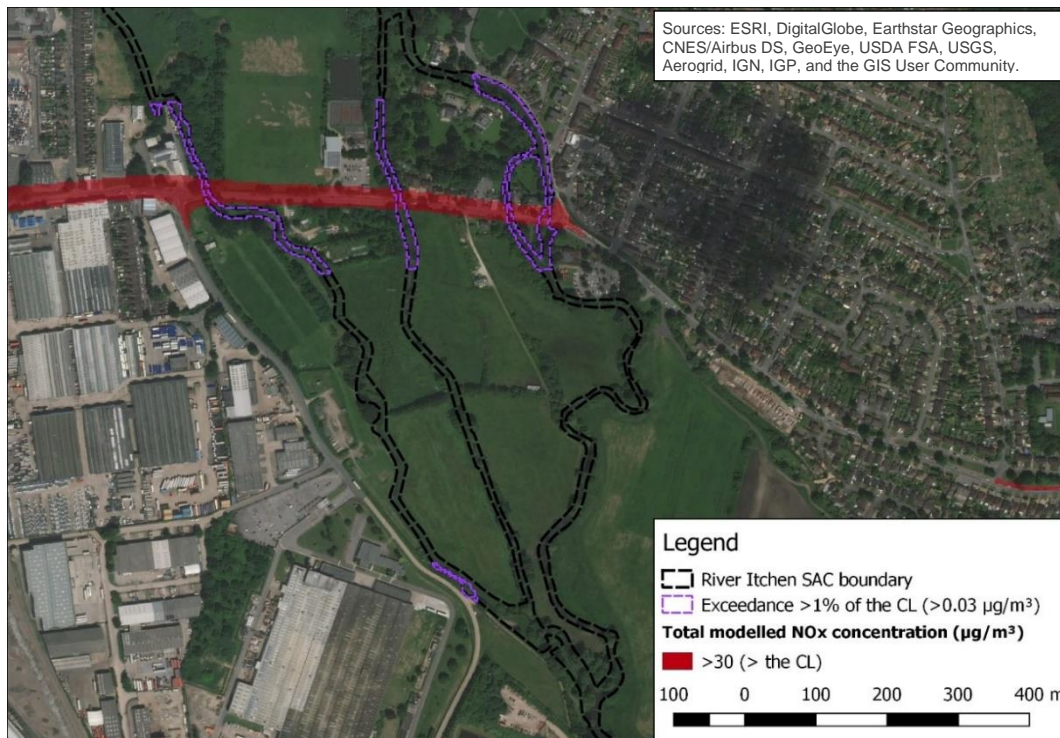 Sources: ESRI, DigitalGlobe, Earthstar Geographics,
CNES/Airbus DS, GeoEye, USDA FSA, USGS,
Aerogrid, IGN, IGP, and the GIS User Community.
Legend
River Itchen SAC boundary
Exceedance >1% of the CL (>0.03 µg/m³)
Total modelled NOx concentration (µg/m³)
>30 (> the CL)
100 0 100 200 300 400 m